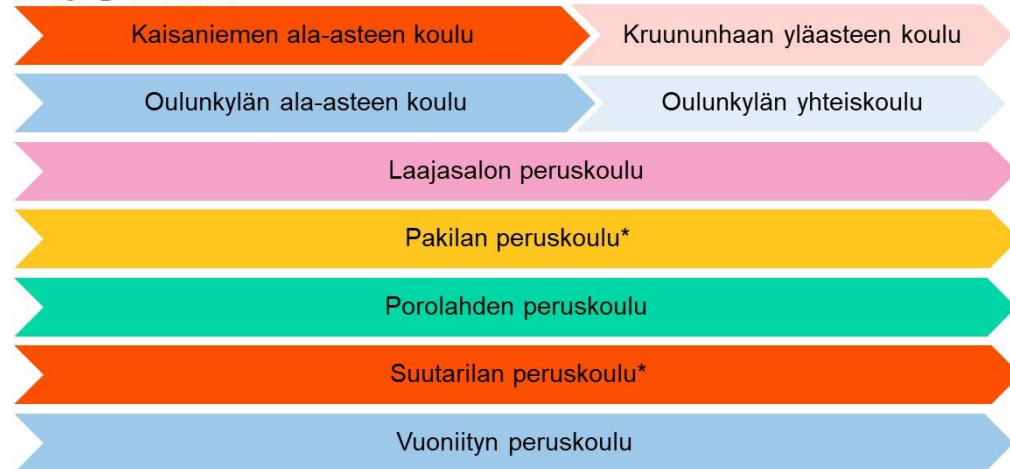 Kaisaniemen ala-asteen koulu
Kruununhaan yläasteen koulu
Oulunkylän ala-asteen koulu
Oulunkylän yhteiskoulu
Laajasalon peruskoulu
Pakilan peruskoulu*
Porolahden peruskoulu
Suutarilan peruskoulu*
Vuoniityn peruskoulu